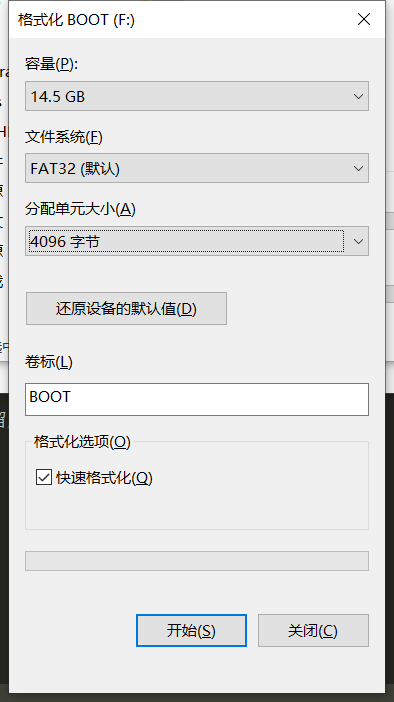 格式化 BOOT (F:)
容量(P):
14.5 GB
文件系统(F)
FAT32 (默认)
分配单元大小(A)
4096 字节
还原设备的默认值(D)
卷标(L)
BOOT
格式化选项(O)
快速格式化(Q)
开始(S)
关闭(C)